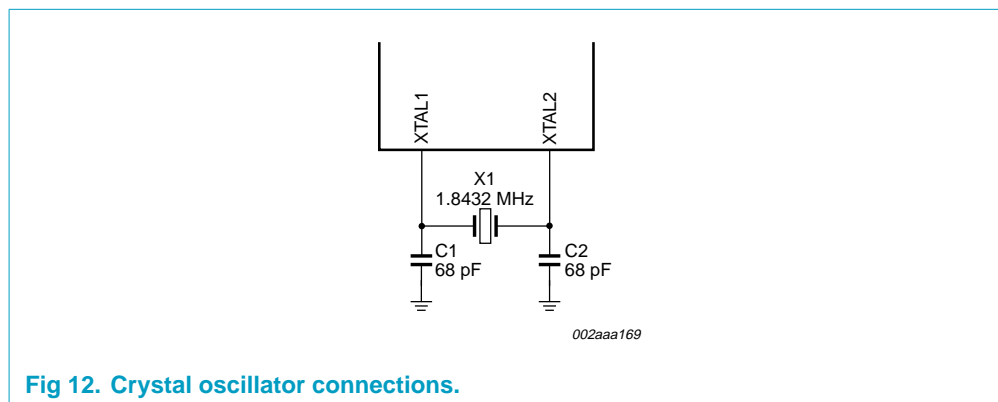 XTAL1
XTAL2
X1
1.8432 MHz
C1
68 pF
C2
68 pF
002aaa169
Fig 12. Crystal oscillator connections.